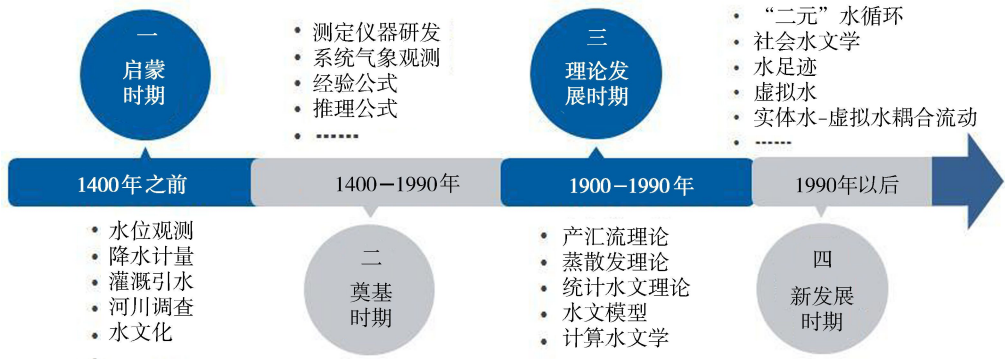 一
启蒙
时期
• 测定仪器研发
• 系统气象观测
• 经验公式
• 推理公式
• ------
三
理论发
展时期
• “二元”水循环
• 社会水文学
• 水足迹
• 虚拟水
• 实体水-虚拟水耦合流动
• ------
1400年之前
1400-1990年
1900-1990年
1990年以后
• 水位观测
• 降水计量
• 灌溉引水
• 河川调查
• 水文化
二
奠基
时期
• 产汇流理论
• 蒸散发理论
• 统计水文理论
• 水文模型
• 计算水文学
四
新发展
时期